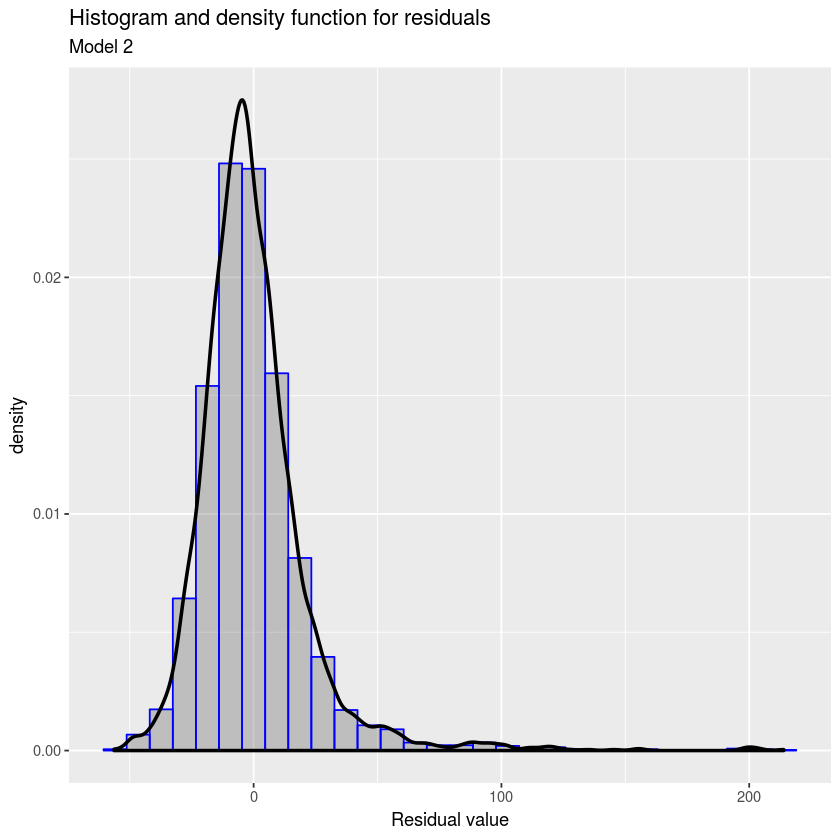 Histogram and density function for residuals
Model 2
density
0.02
0.01
0.00
0
100
200
Residual value